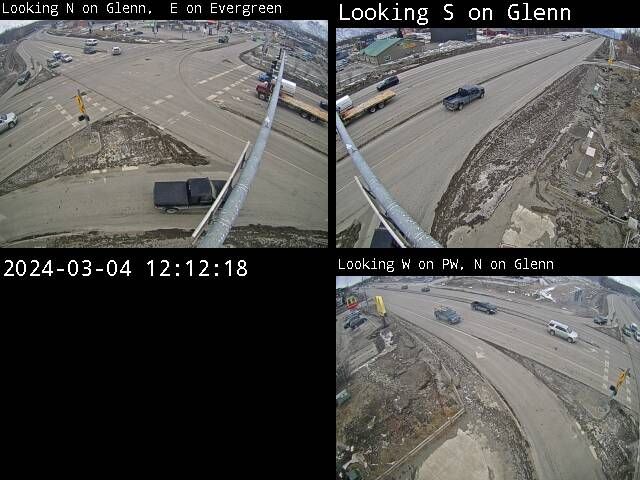 Looking N on Glenn,  E on Evergreen
Looking S on Glenn
2024-03-04 12:12:18
Looking W on PW, N on Glenn